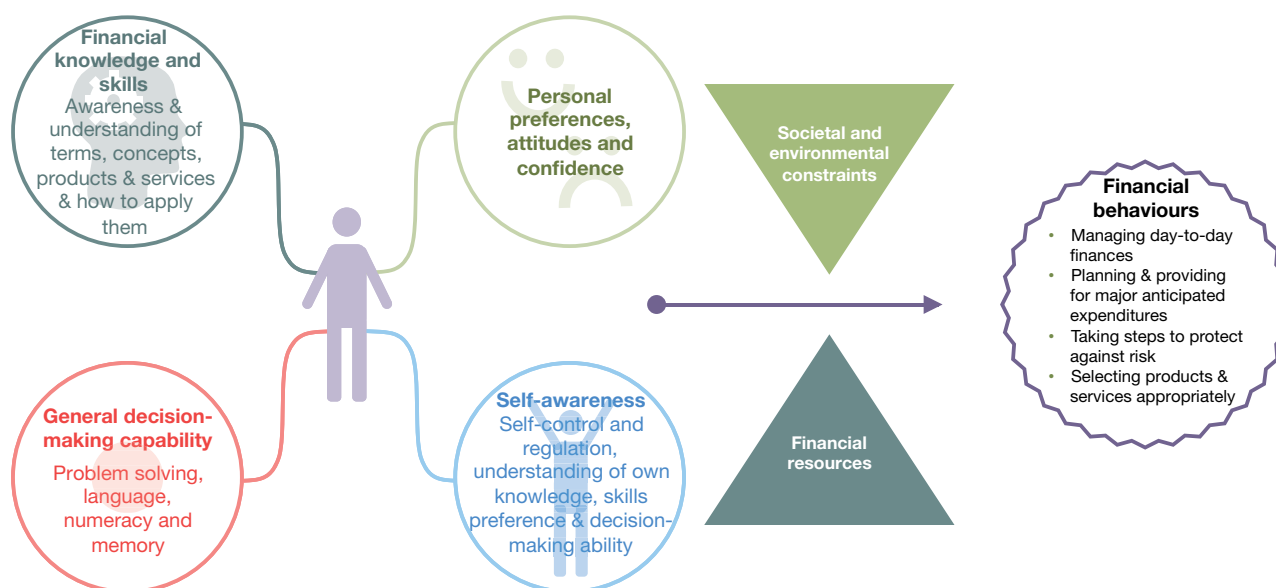 Financial
knowledge and
skills
Awareness &
understanding of
terms, concepts,
products & services
& how to apply
them
Personal
preferences,
attitudes and
confidence
General decision-
making capability
Problem solving,
language,
numeracy and
memory
Self-awareness
Self-control and
regulation,
understanding of own
knowledge, skills
preference & decision-
making ability
Societal and
environmental
constraints
Financial
resources
Financial
behaviours
• Managing day-to-day
finances
• Planning & providing
for major anticipated
expenditures
• Taking steps to protect
against risk
• Selecting products &
services appropriately